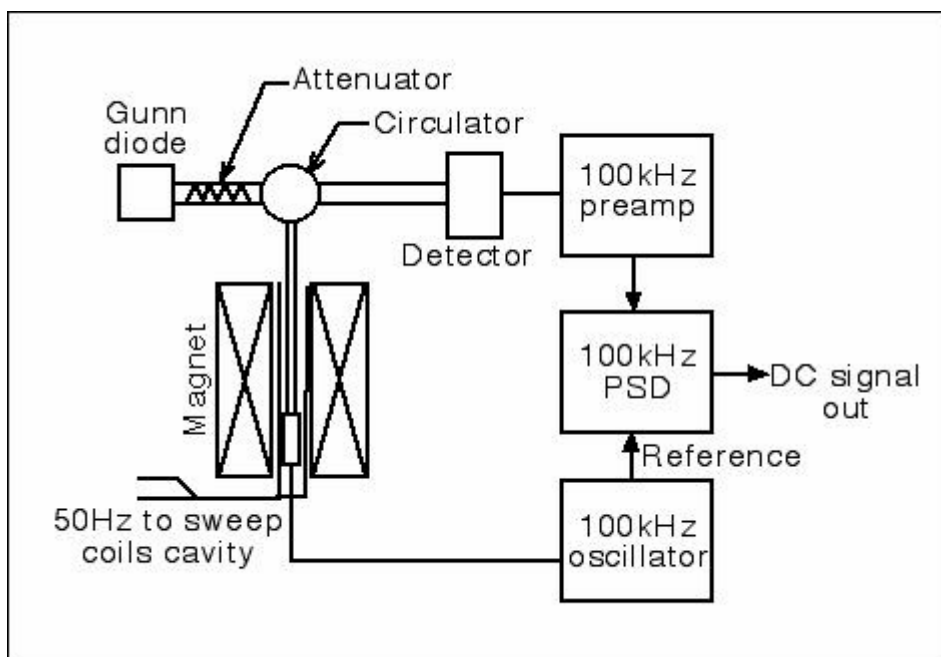 Attenuator
Gunn
diode
Circulator
100kHz
preamp
Detector
Magnet
100kHz
PSD
DC signal
out
Reference
50Hz to sweep
coils cavity
100kHz
oscillator